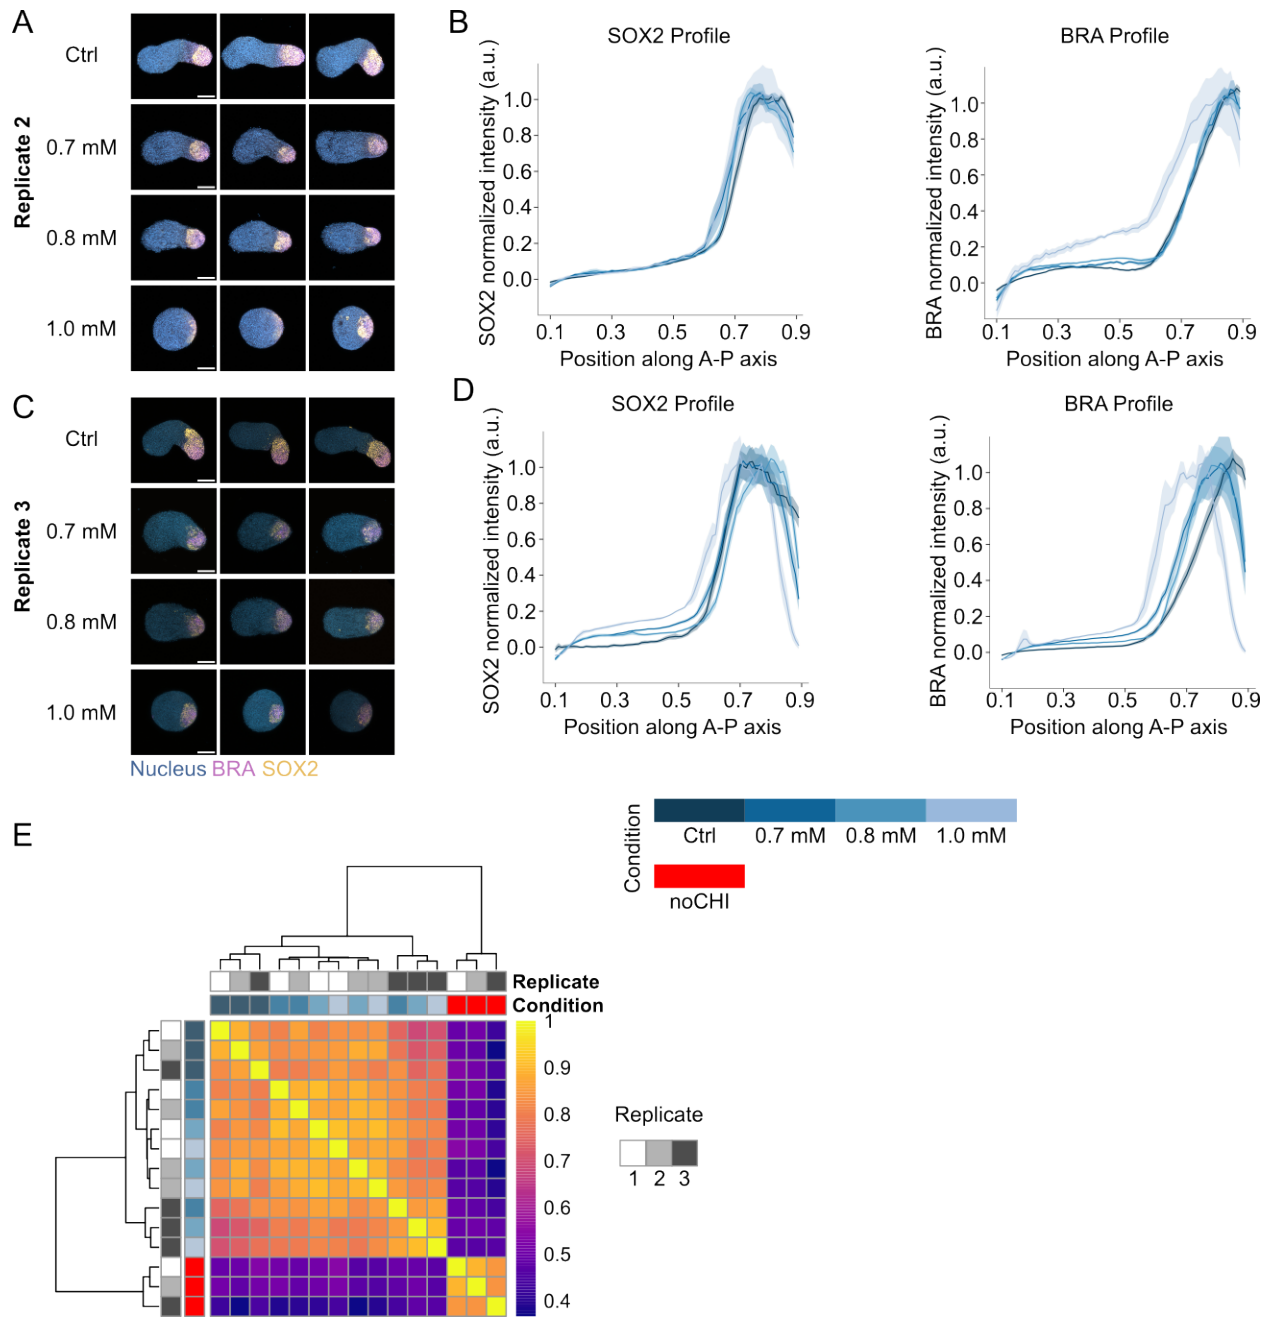 A
Replicate 2
Ctrl
0.7 mM
0.8 mM
1.0 mM
B
SOX2 Profile
SOX2 normalized intensity (a.u.)
1.0
0.8
0.6
0.4
0.2
0.0
0.1 0.3 0.5 0.7 0.9
Position along A-P axis
BRA Profile
BRA normalized intensity (a.u.)
1.0
0.8
0.6
0.4
0.2
0.0
0.1 0.3 0.5 0.7 0.9
Position along A-P axis
C
Replicate 3
Ctrl
0.7 mM
0.8 mM
1.0 mM
Nucleus BRA SOX2
D
SOX2 Profile
SOX2 normalized intensity (a.u.)
1.0
0.8
0.6
0.4
0.2
0.0
0.1 0.3 0.5 0.7 0.9
Position along A-P axis
BRA Profile
BRA normalized intensity (a.u.)
1.0
0.8
0.6
0.4
0.2
0.0
0.1 0.3 0.5 0.7 0.9
Position along A-P axis
Condition
Ctrl 0.7 mM 0.8 mM 1.0 mM
noCHI
E
Replicate
Condition
1
0.9
0.8
0.7
0.6
0.5
0.4
Replicate
1 2 3